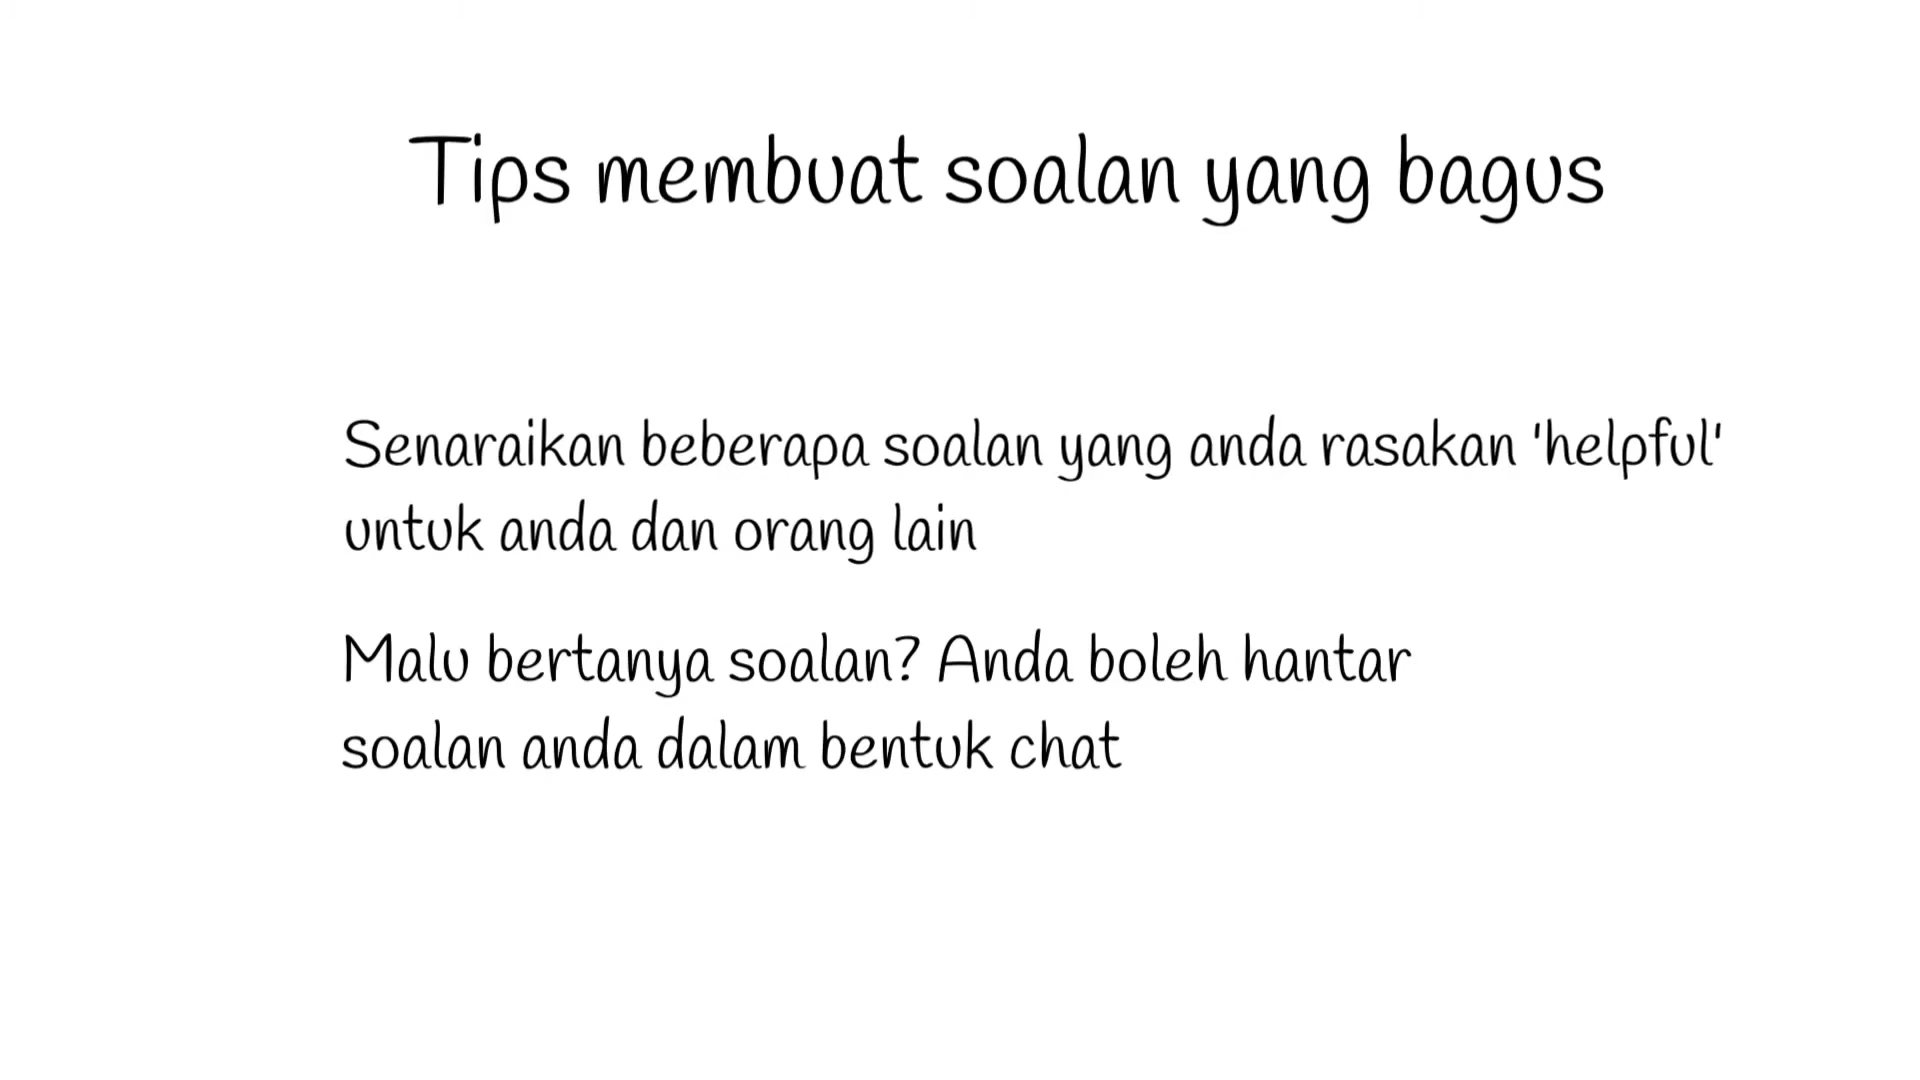 Tips membuat soalan yang bagus
Senaraikan beberapa soalan yang anda rasakan 'helpful'
untuk anda dan orang lain
Malu bertanya soalan? Anda boleh hantar
soalan anda dalam bentuk chat